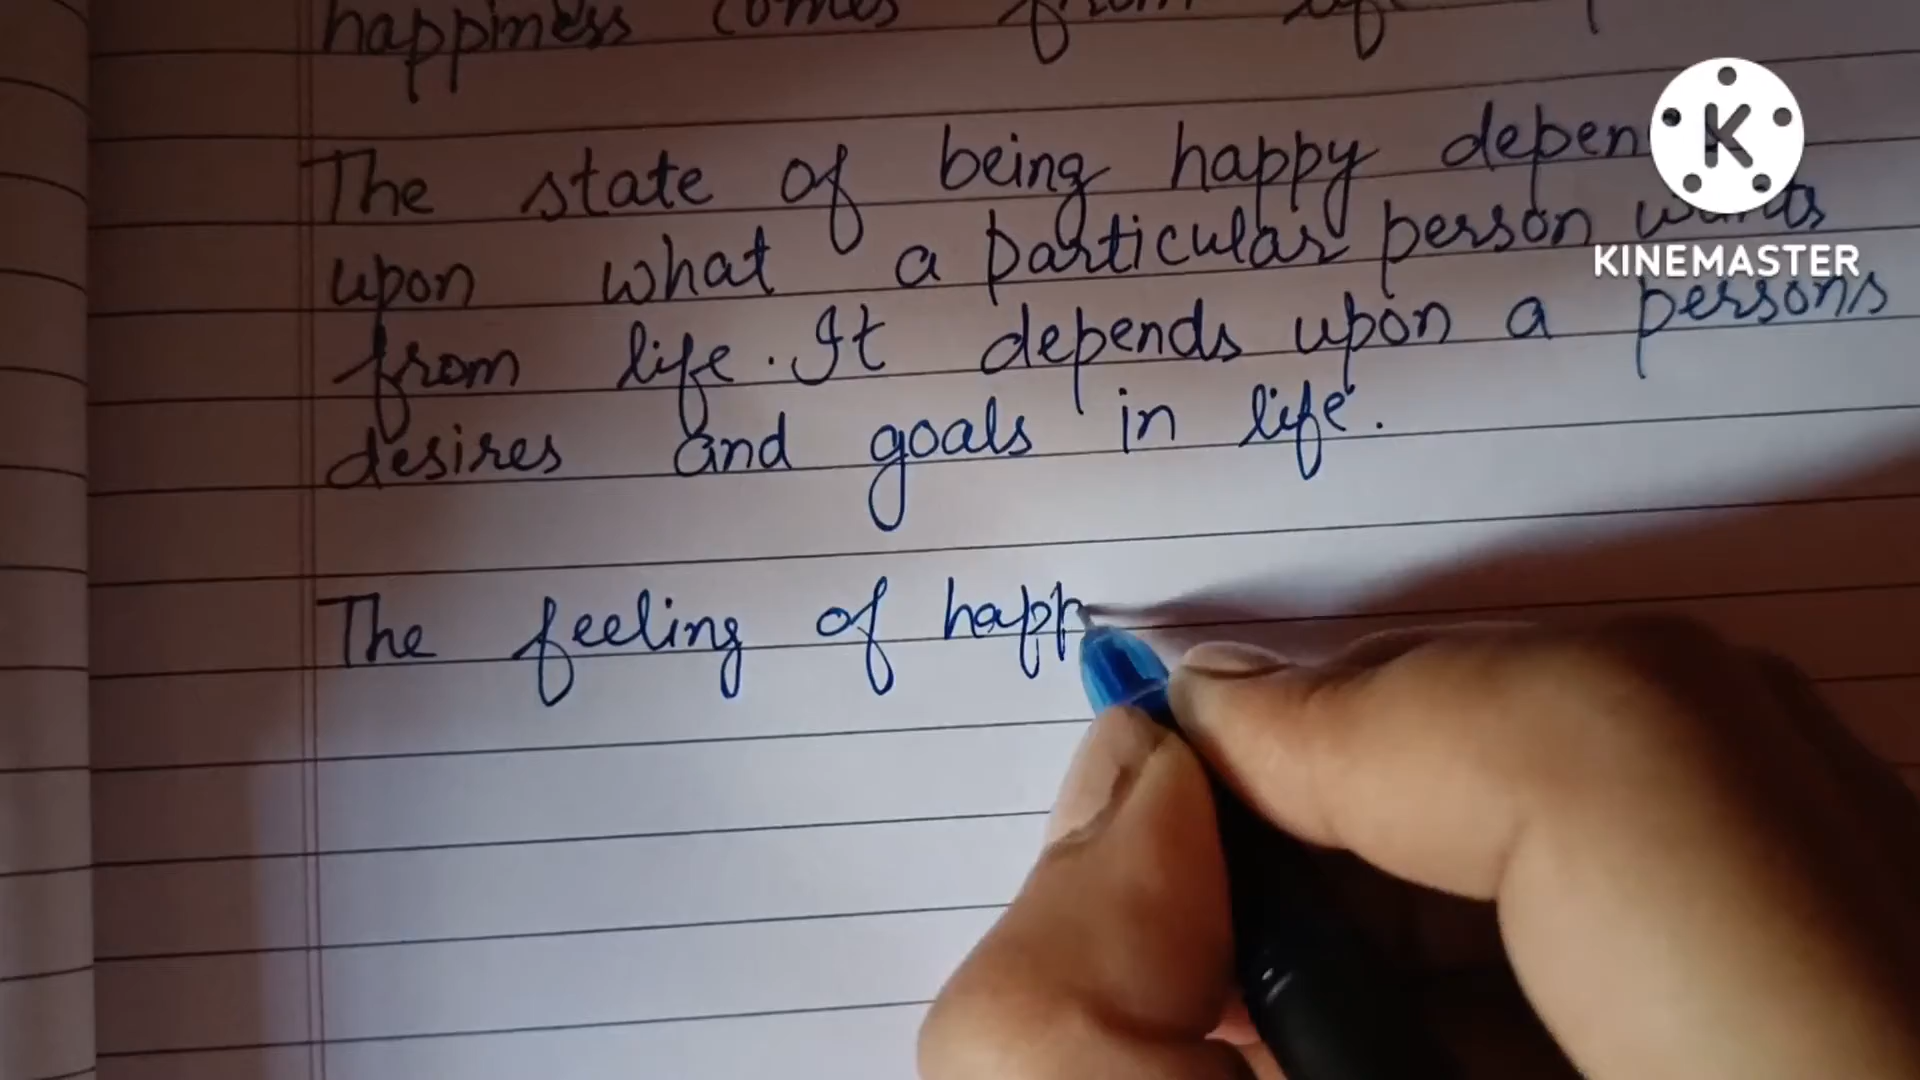 happiness comes from
The state of being happy depen
upon what a particular person wants
from life. It depends upon a persons
desires and goals in life.
The feeling of happ
K
KINEMASTER